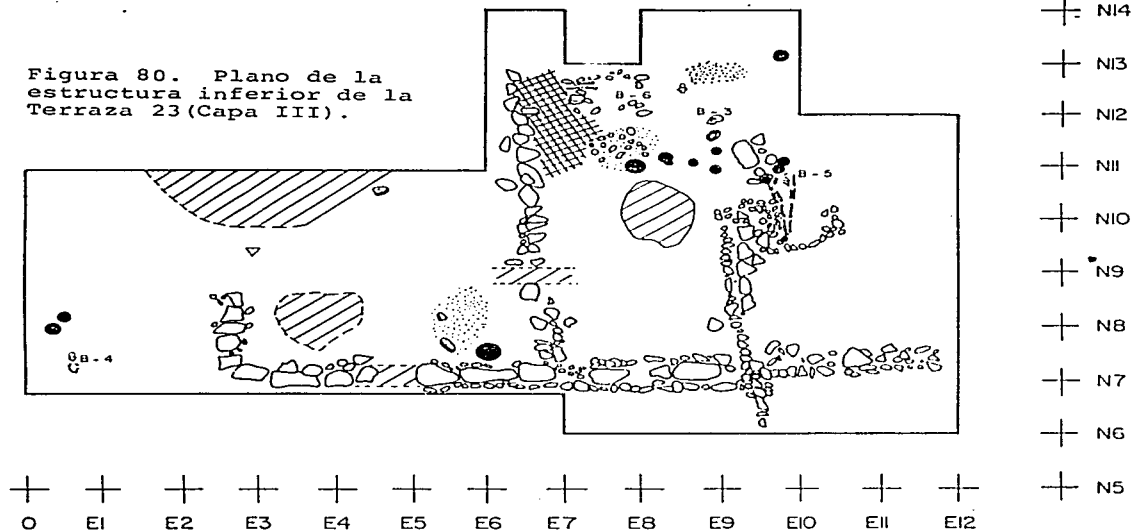 N14
Figura 80. Plano de la
estructura inferior de la
Terraza 23(Capa III).
N13
B-6
N12
B-3
N11
B-5
N10
N9
N8
B-4
N7
N6
N5
O E1 E2 E3 E4 E5 E6 E7 E8 E9 E10 E11 E12